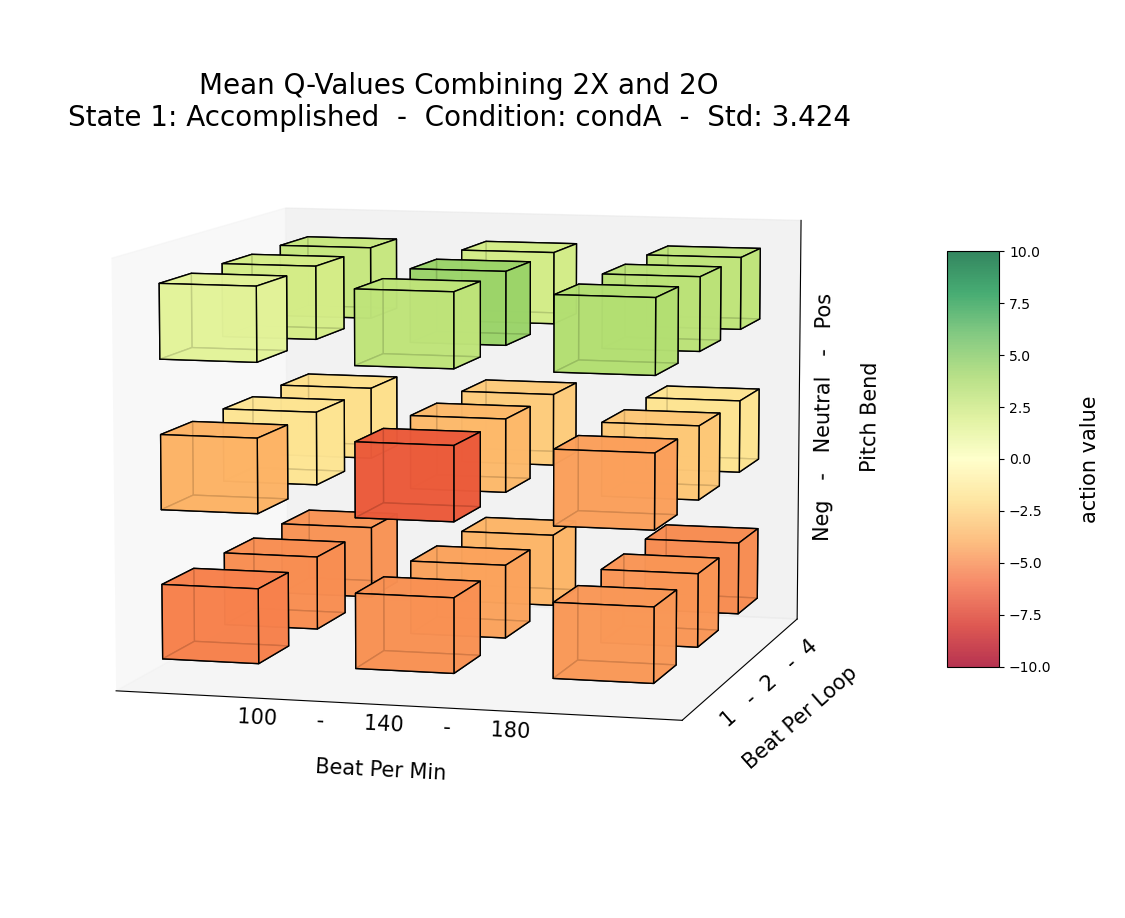 Mean Q-Values Combining 2X and 2O
State 1: Accomplished  -  Condition: condA  -  Std: 3.424
Neg  -  Neutral  -  Pos
Pitch Bend
1  -  2  -  4
Beat Per Loop
100  -  140  -  180
Beat Per Min
10.0
7.5
5.0
2.5
0.0
−2.5
−5.0
−7.5
−10.0
action value